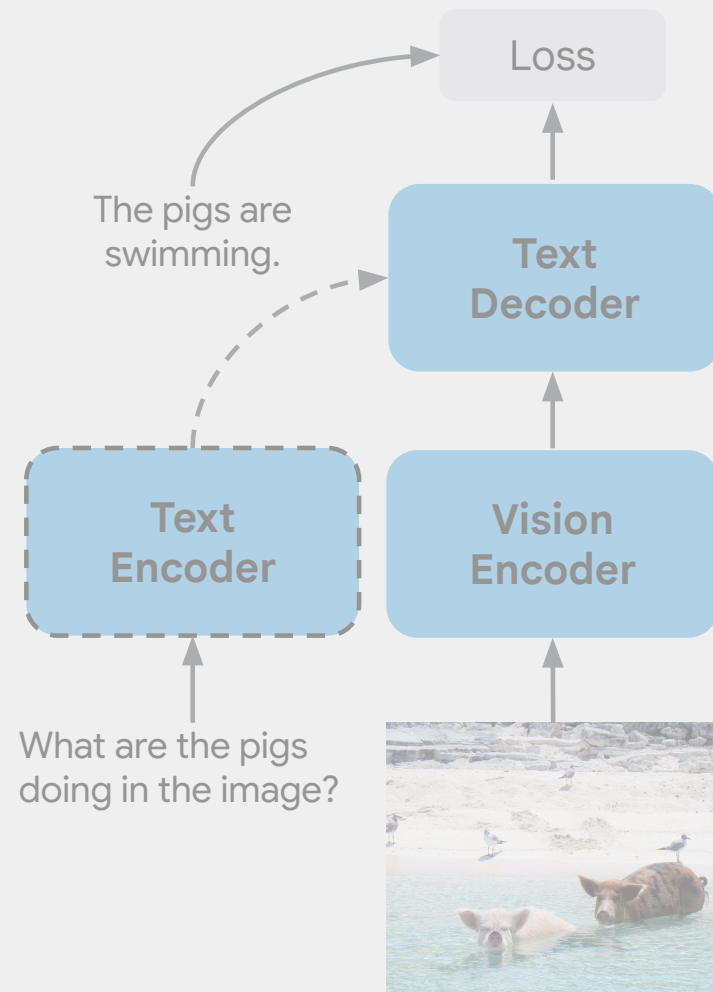 Loss
The pigs are
swimming.
Text
Decoder
Text
Encoder
Vision
Encoder
What are the pigs
doing in the image?